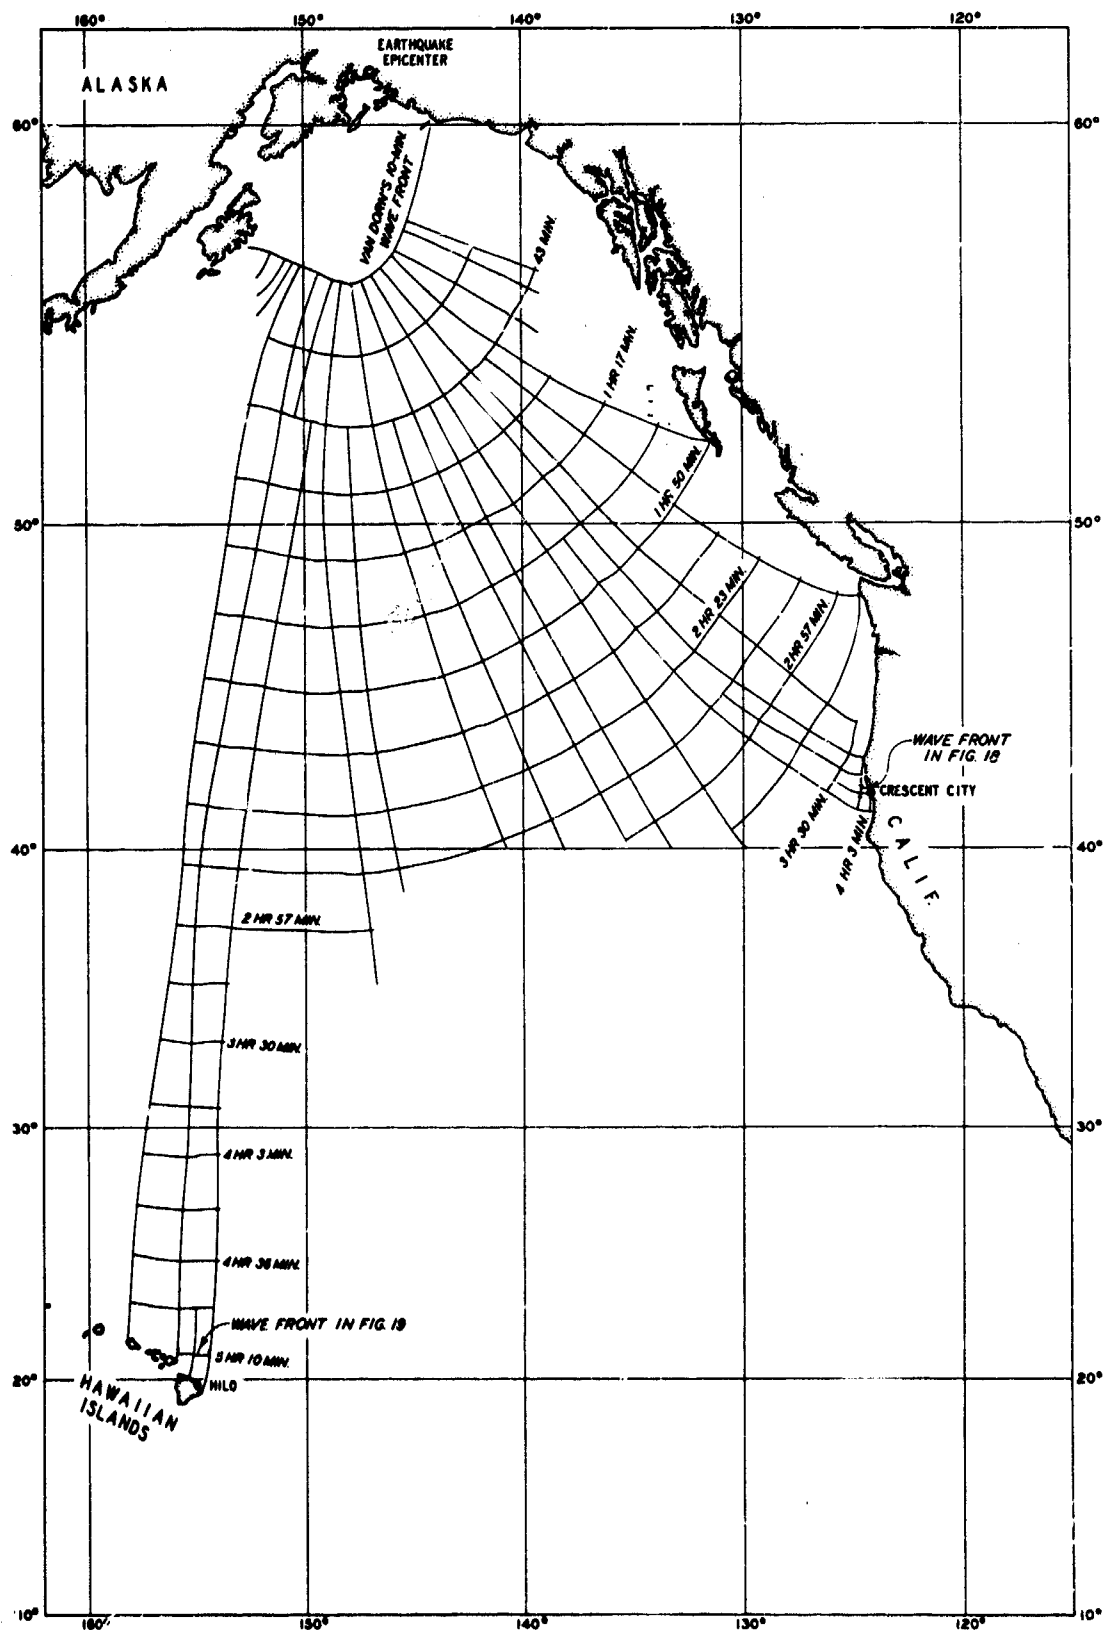 160° 150° 140° 130° 120°
EARTHQUAKE
EPICENTER
ALASKA
60° 60°
VAN DORN'S 10-MIN.
WAVE FRONT
43 MIN.
1 HR 17 MIN.
1 HR 50 MIN.
50° 50°
2 HR 23 MIN.
2 HR 57 MIN.
WAVE FRONT
IN FIG. 18
CRESCENT CITY
3 HR 30 MIN.
4 HR 3 MIN.
CALIF.
40° 40°
2 HR 57 MIN.
3 HR 30 MIN.
30° 30°
4 HR 3 MIN.
4 HR 36 MIN.
WAVE FRONT IN FIG. 19
5 HR 10 MIN.
20° 20°
HILO
HAWAIIAN
ISLANDS
10° 10°
160° 150° 140° 130° 120°